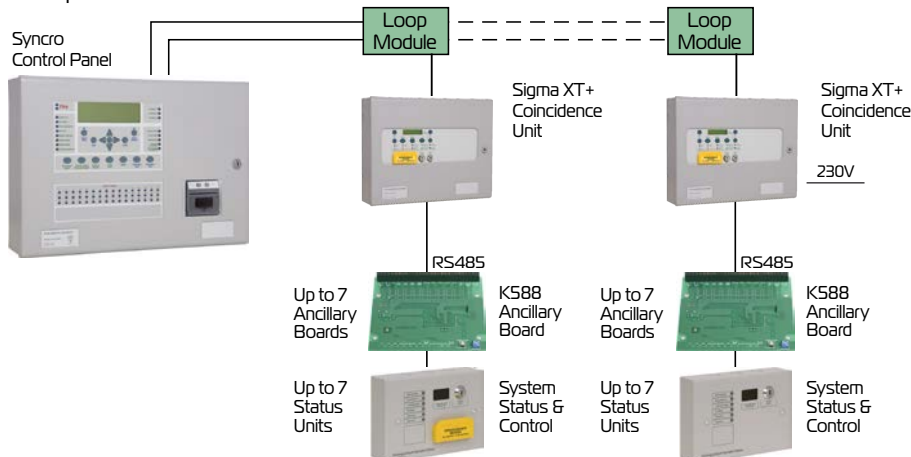 Syncro
Control Panel
Loop
Module
Loop
Module
Sigma XT+
Coincidence
Unit
Sigma XT+
Coincidence
Unit
230V
RS485
RS485
Up to 7
Ancillary
Boards
K588
Ancillary
Board
Up to 7
Ancillary
Boards
K588
Ancillary
Board
Up to 7
Status
Units
System
Status &
Control
Up to 7
Status
Units
System
Status &
Control